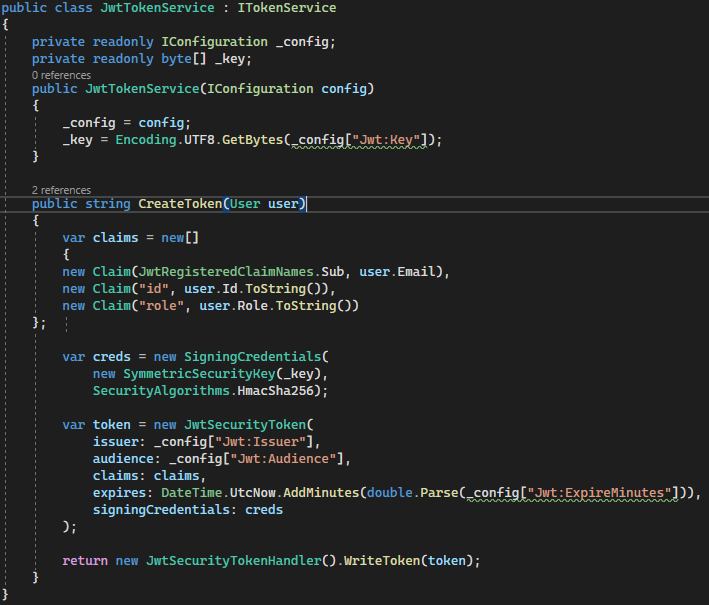 public class JwtTokenService : ITokenService
{
    private readonly IConfiguration _config;
    private readonly byte[] _key;
    0 references
    public JwtTokenService(IConfiguration config)
    {
        _config = config;
        _key = Encoding.UTF8.GetBytes(_config["Jwt:Key"]);
    }

    2 references
    public string CreateToken(User user)
    {
        var claims = new[]
        {
        new Claim(JwtRegisteredClaimNames.Sub, user.Email),
        new Claim("id", user.Id.ToString()),
        new Claim("role", user.Role.ToString())
    };

        var creds = new SigningCredentials(
            new SymmetricSecurityKey(_key),
            SecurityAlgorithms.HmacSha256);

        var token = new JwtSecurityToken(
            issuer: _config["Jwt:Issuer"],
            audience: _config["Jwt:Audience"],
            claims: claims,
            expires: DateTime.UtcNow.AddMinutes(double.Parse(_config["Jwt:ExpireMinutes"])),
            signingCredentials: creds
        );

        return new JwtSecurityTokenHandler().WriteToken(token);
    }
}